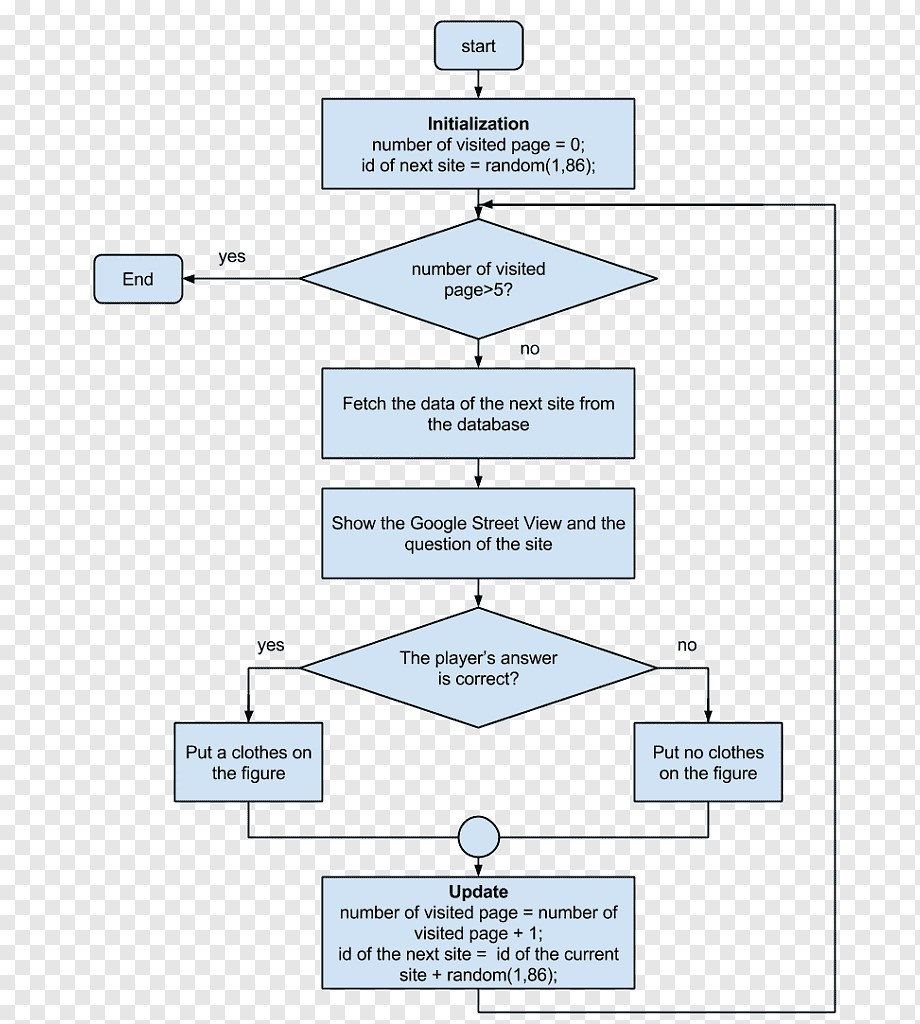 start
Initialization
number of visited page = 0;
id of next site = random(1,86);
yes
End
number of visited
page>5?
no
Fetch the data of the next site from
the database
Show the Google Street View and the
question of the site
yes
The player's answer
is correct?
no
Put a clothes on
the figure
Put no clothes
on the figure
Update
number of visited page = number of
visited page + 1;
id of the next site =  id of the current
site + random(1,86);